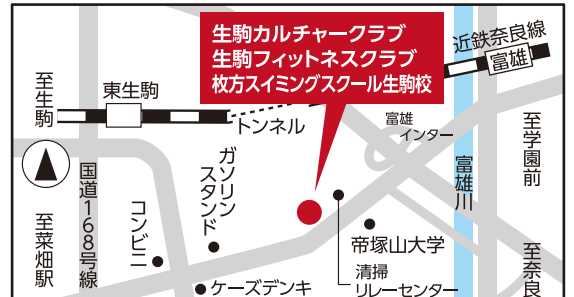 生駒カルチャークラブ
生駒フィットネスクラブ
枚方スイミングスクール生駒校
近鉄奈良線
富雄
至生駒
東生駒
トンネル
富雄
インター
至学園前
国道168号線
ガソリン
スタンド
富雄川
コンビニ
至菜畑駅
帝塚山大学
清掃
リレーセンター
ケーズデンキ
至奈良